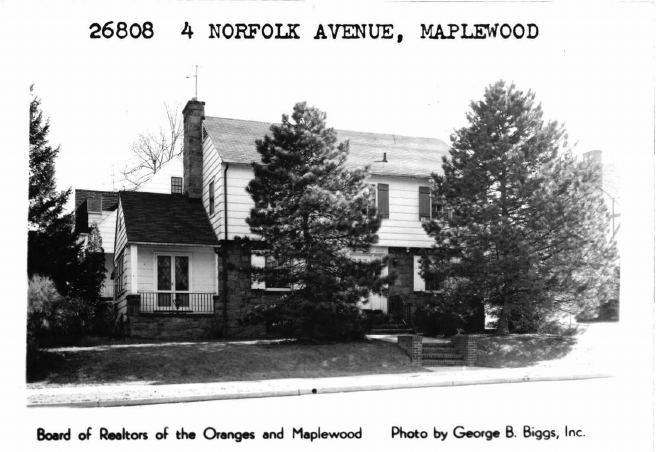 26808 4 NORFOLK AVENUE, MAPLEWOOD
Board of Realtors of the Oranges and Maplewood Photo by George B. Biggs, Inc.